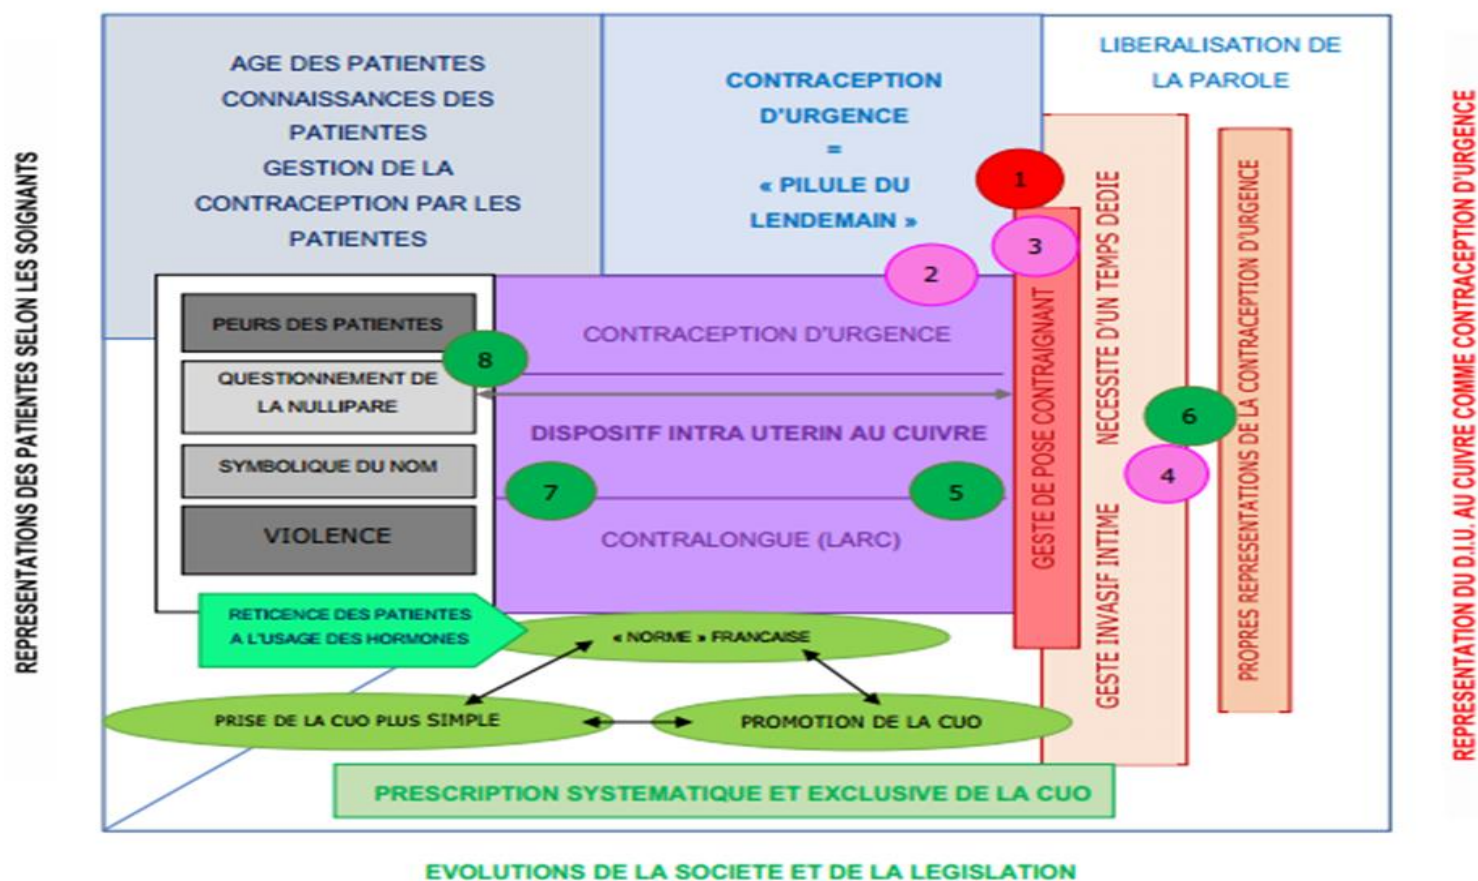 REPRESENTATIONS DES PATIENTES SELON LES SOIGNANTS
AGE DES PATIENTES
CONNAISSANCES DES
PATIENTES
GESTION DE LA
CONTRACEPTION PAR LES
PATIENTES
CONTRACEPTION
D'URGENCE
=
« PILULE DU
LENDEMAIN »
LIBERALISATION DE
LA PAROLE
1
3
2
PEURS DES PATIENTES
8
QUESTIONNEMENT DE
LA NULLIPARE
SYMBOLIQUE DU NOM
VIOLENCE
CONTRACEPTION D'URGENCE
DISPOSITF INTRA UTERIN AU CUIVRE
7
5
CONTRALONGUE (LARC)
GESTE DE POSE CONTRAIGNANT
GESTE INVASIF INTIME
NECESSITE D'UN TEMPS DEDIE
6
4
PROPRES REPRESENTATIONS DE LA CONTRACEPTION D'URGENCE
REPRESENTATION DU D.I.U. AU CUIVRE COMME CONTRACEPTION D'URGENCE
RETICENCE DES PATIENTES
A L'USAGE DES HORMONES
« NORME » FRANCAISE
PRISE DE LA CUO PLUS SIMPLE
PROMOTION DE LA CUO
PRESCRIPTION SYSTEMATIQUE ET EXCLUSIVE DE LA CUO
EVOLUTIONS DE LA SOCIETE ET DE LA LEGISLATION